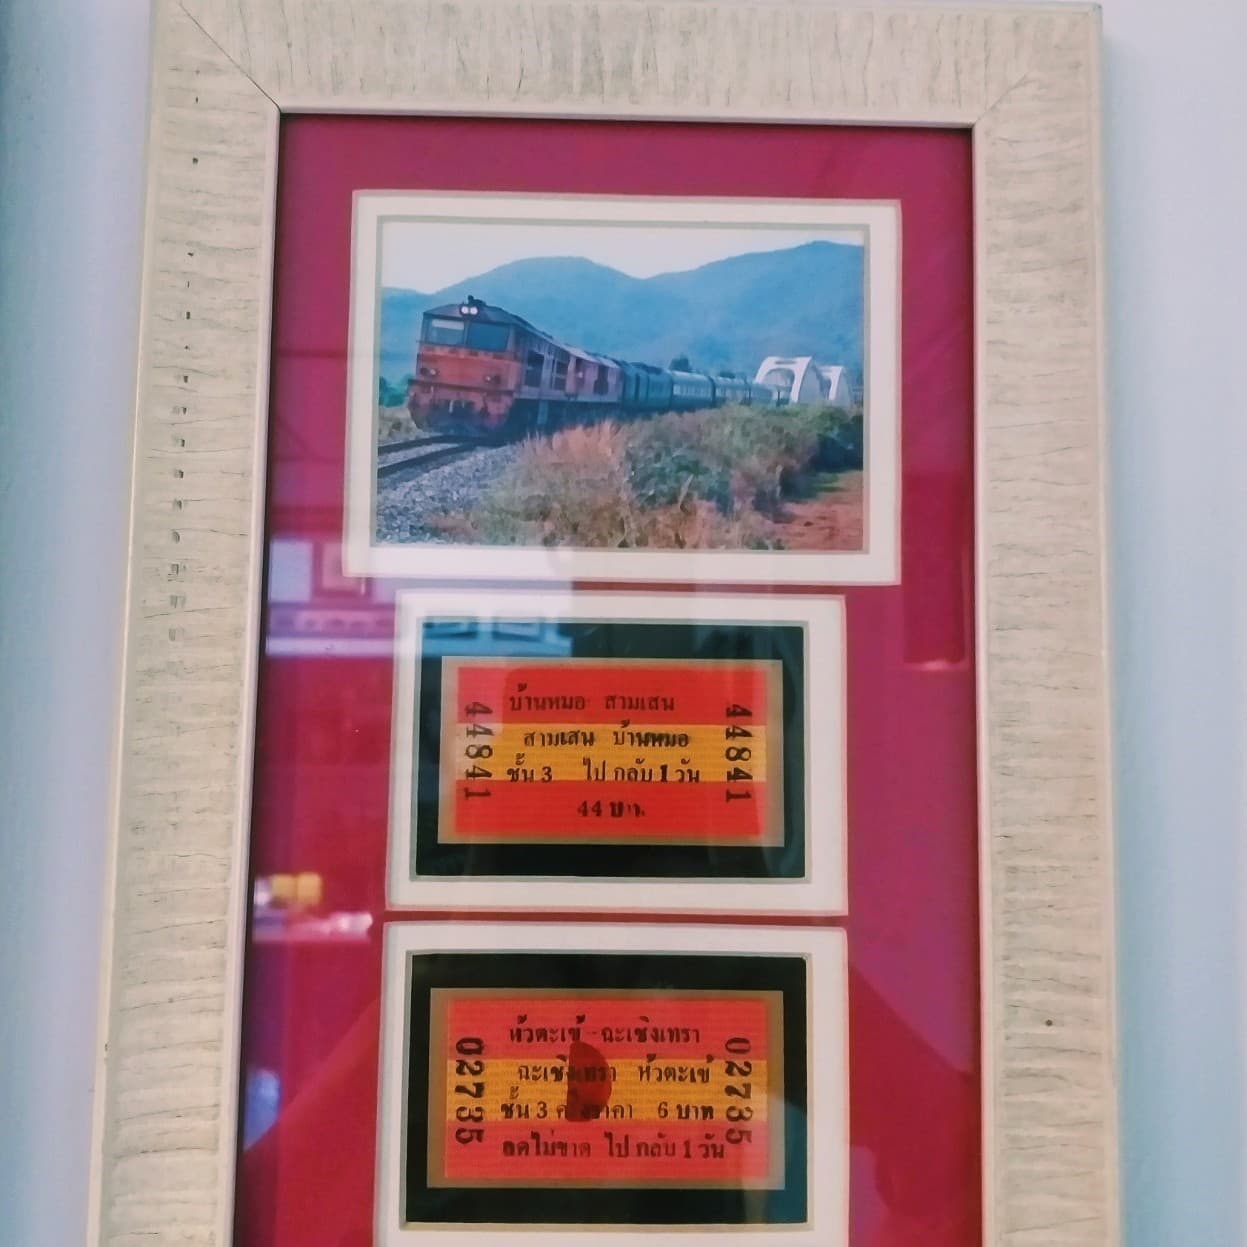 44841
บ้านหมอ สามเสน
สามเสน บ้านหมอ
ชั้น 3 ไป กลับ 1 วัน
44 บาท
44841
02735
หัวตะเข้-ฉะเชิงเทรา
ฉะเชิงเทรา หัวตะเข้
ชั้น 3 ครึ่งราคา 6 บาท
ลดไม่ขาด ไป กลับ 1 วัน
02735